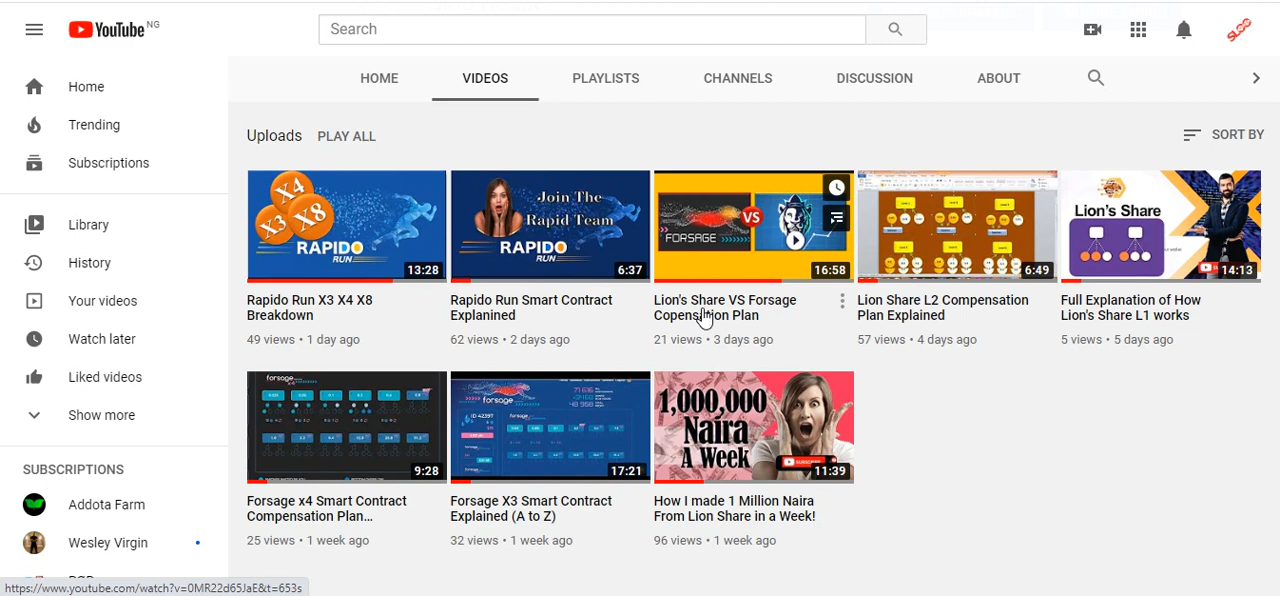 YouTube NG
Search
Home
Trending
Subscriptions
Library
History
Your videos
Watch later
Liked videos
Show more
SUBSCRIPTIONS
Addota Farm
Wesley Virgin
HOME
VIDEOS
PLAYLISTS
CHANNELS
DISCUSSION
ABOUT
Uploads
PLAY ALL
SORT BY
X4
X3
X8
RAPIDO
RUN
13:28
Rapido Run X3 X4 X8
Breakdown
49 views • 1 day ago
Join The
Rapid Team
RAPIDO
RUN
6:37
Rapido Run Smart Contract
Explanined
62 views • 2 days ago
FORSAGE
VS
16:58
Lion's Share VS Forsage
Copensation Plan
21 views • 3 days ago
6:49
Lion Share L2 Compensation
Plan Explained
57 views • 4 days ago
Lion's Share
14:13
Full Explanation of How
Lion's Share L1 works
5 views • 5 days ago
forsage
x4
9:28
Forsage x4 Smart Contract
Compensation Plan...
25 views • 1 week ago
forsage
ID 42397
17:21
Forsage X3 Smart Contract
Explained (A to Z)
32 views • 1 week ago
1,000,000
Naira
A Week
SUBSCRIBE
11:39
How I made 1 Million Naira
From Lion Share in a Week!
96 views • 1 week ago
https://www.youtube.com/watch?v=0MR22d65JaE&t=653s